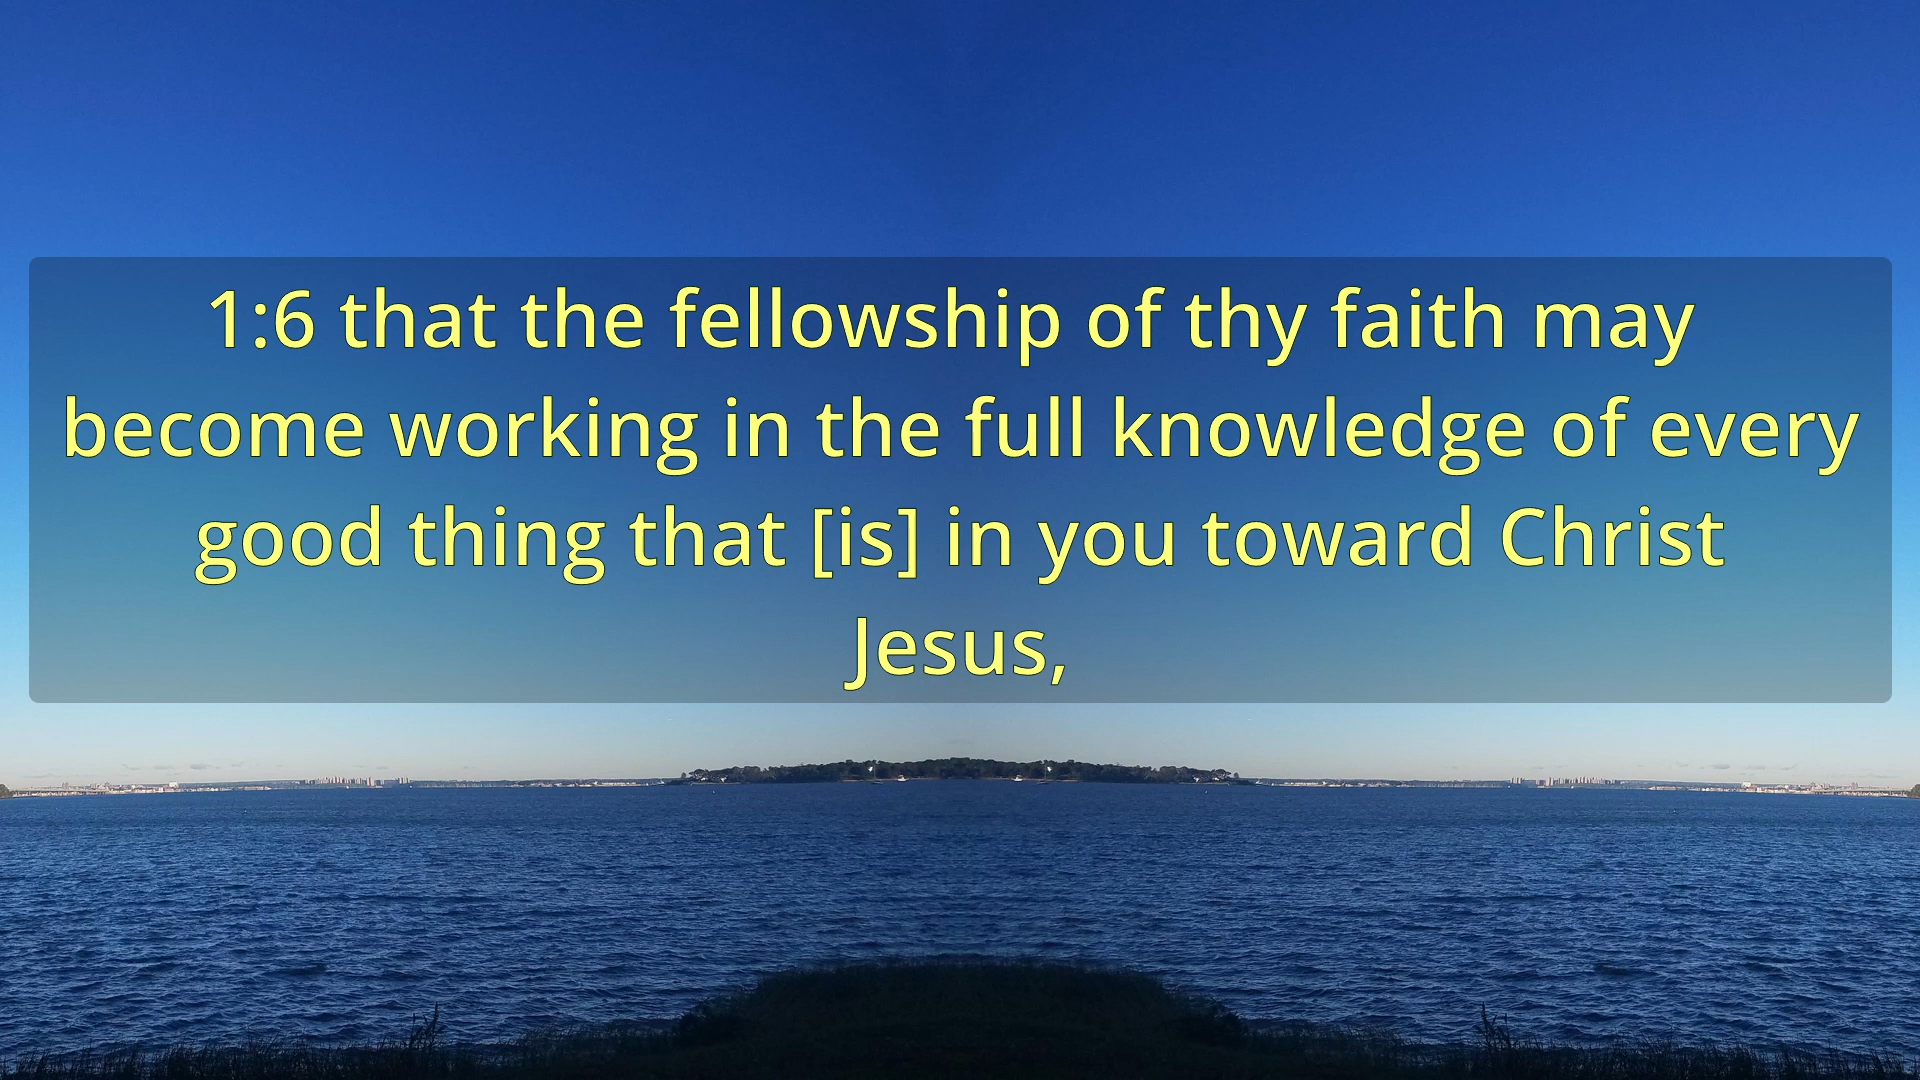 1:6 that the fellowship of thy faith may
become working in the full knowledge of every
good thing that [is] in you toward Christ
Jesus,